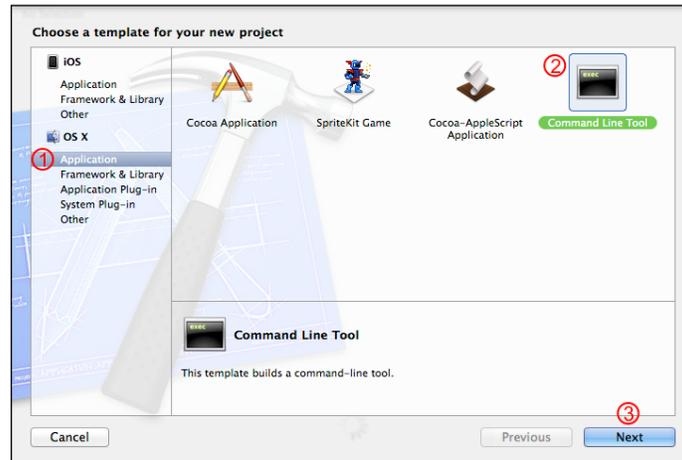 Choose a template for your new project
iOS
Application
Framework & Library
Other
OS X
① Application
Framework & Library
Application Plug-in
System Plug-in
Other
Cocoa Application
SpriteKit Game
Cocoa-AppleScript
Application
②
exec
Command Line Tool
exec
Command Line Tool
This template builds a command-line tool.
③
Cancel
Previous
Next